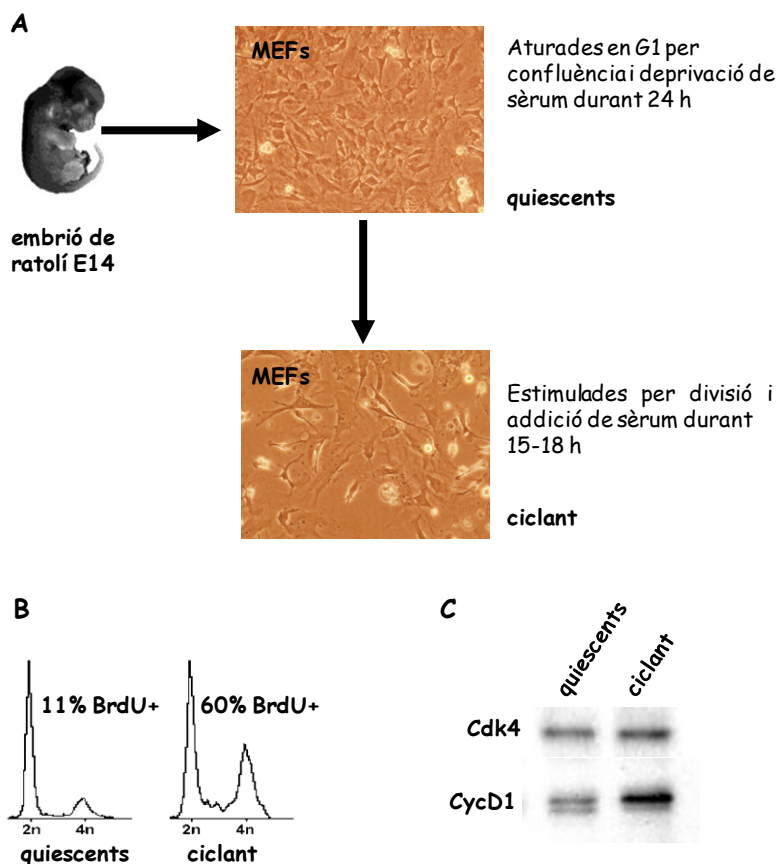 A
MEFs
Aturades en G1 per
confluència i deprivació de
sèrum durant 24 h
quiescents
embrió de
ratolí E14
MEFs
Estimulades per divisió i
addició de sèrum durant
15-18 h
ciclant
B
11% BrdU+
60% BrdU+
2n 4n
2n 4n
quiescents
ciclant
C
quiescents
ciclant
Cdk4
CycD1